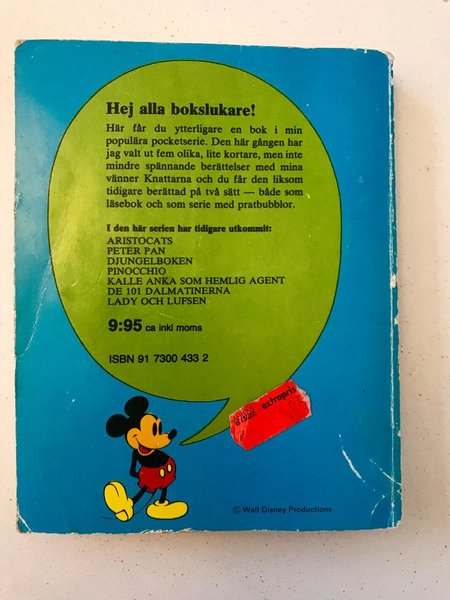 Hej alla bokslukare!
Här får du ytterligare en bok i min
populära pocketserie. Den här gången har
jag valt ut fem olika, lite kortare, men inte
mindre spännande berättelser med mina
vänner Knattarna och du får den liksom
tidigare berättad på två sätt — både som
läsebok och som serie med pratbubblor.
I den här serien har tidigare utkommit:
ARISTOCATS
PETER PAN
DJUNGELBOKEN
PINOCCHIO
KALLE ANKA SOM HEMLIG AGENT
DE 101 DALMATINERNA
LADY OCH LUFSEN
9:95 ca inkl moms
ISBN 91 7300 433 2
extrapris
© Walt Disney Productions